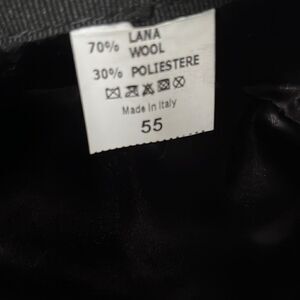 70% LANA
WOOL
30% POLIESTERE
Made in Italy
55